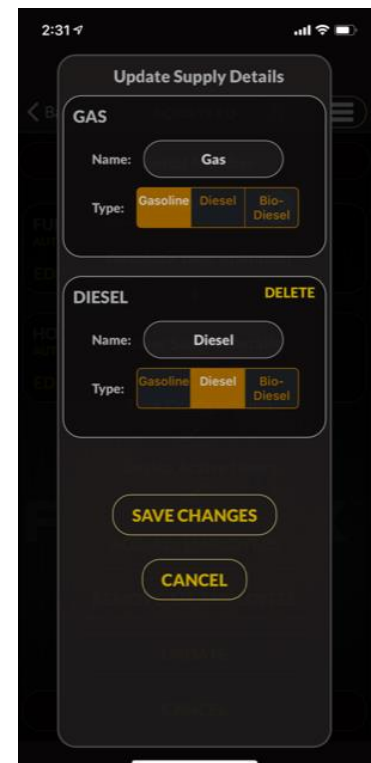 2:31
Update Supply Details
GAS
Name: Gas
Type: Gasoline Diesel Bio-
Diesel
DIESEL DELETE
Name: Diesel
Type: Gasoline Diesel Bio-
Diesel
SAVE CHANGES
CANCEL